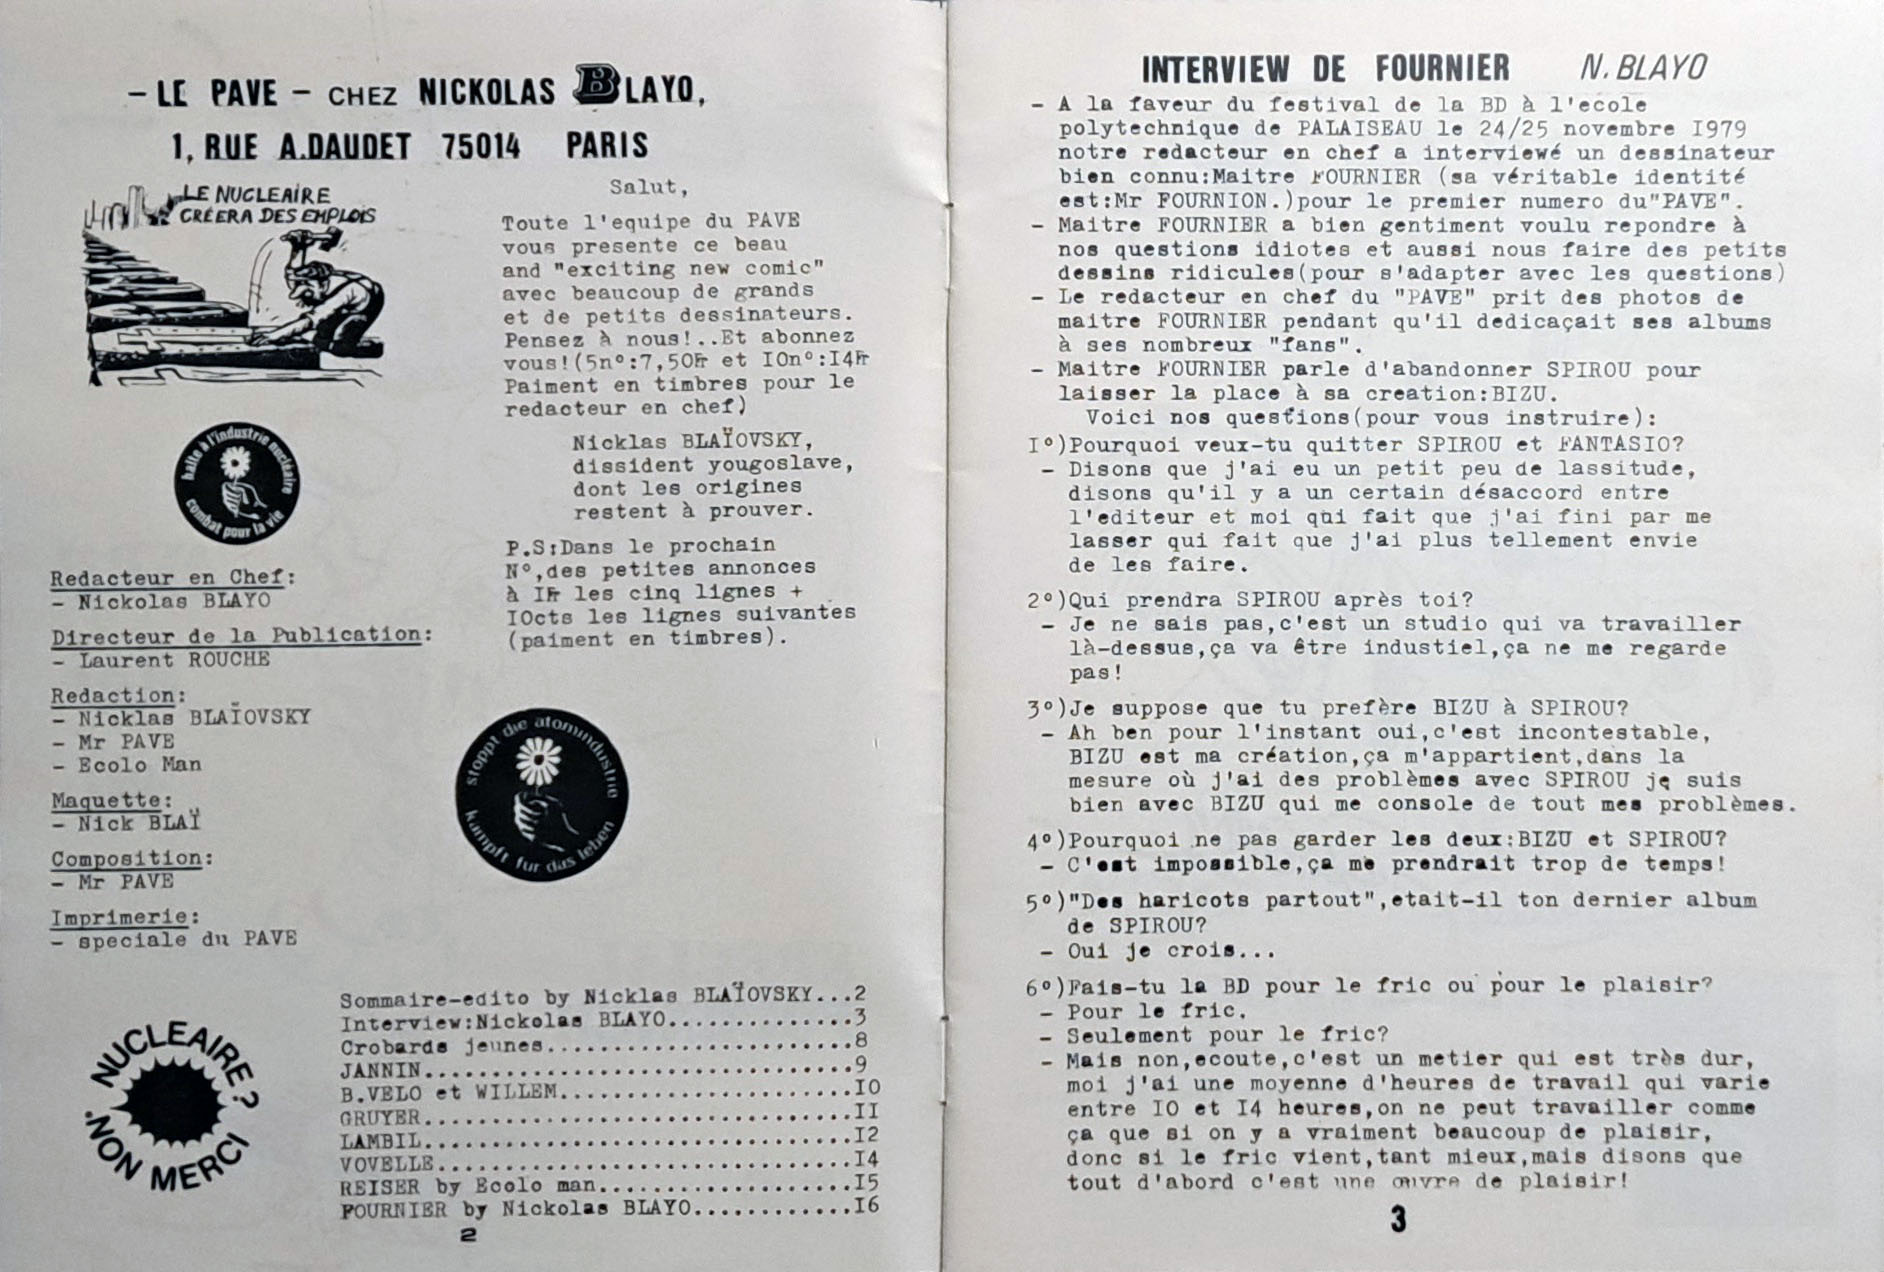 - LE PAVE - CHEZ NICKOLAS BLAYO,
1, RUE A.DAUDET 75014 PARIS
LE NUCLEAIRE
CRÉERA DES EMPLOIS
Salut,
Toute l'equipe du PAVE
vous presente ce beau
and "exciting new comic"
avec beaucoup de grands
et de petits dessinateurs.
Pensez à nous!..Et abonnez
vous!(5n°:7,50Fr et IOn°:I4Fr
Paiment en timbres pour le
redacteur en chef)
Nicklas BLAÏOVSKY,
dissident yougoslave,
dont les origines
restent à prouver.
P.S:Dans le prochain
N°,des petites annonces
à IFr les cinq lignes +
IOcts les lignes suivantes
(paiment en timbres).
halte à l'industrie nucléaire
combat pour la vie
Redacteur en Chef:
- Nickolas BLAYO
Directeur de la Publication:
- Laurent ROUCHE
Redaction:
- Nicklas BLAÏOVSKY
- Mr PAVE
- Ecolo Man
Maquette:
- Nick BLAÏ
Composition:
- Mr PAVE
Imprimerie:
- speciale du PAVE
stoppt die atomindustrie
kämpft für das leben
NUCLEAIRE?
NON MERCI.
Sommaire-edito by Nicklas BLAÏOVSKY...2
Interview:Nickolas BLAYO..............3
Crobards jeunes.......................8
JANNIN................................9
B.VELO et WILLEM......................IO
GRUYER................................II
LAMBIL................................I2
VOVELLE...............................I4
REISER by Ecolo man...................I5
FOURNIER by Nickolas BLAYO............I6
2
INTERVIEW DE FOURNIER N.BLAYO
- A la faveur du festival de la BD à l'ecole
polytechnique de PALAISEAU le 24/25 novembre I979
notre redacteur en chef a interviewé un dessinateur
bien connu:Maitre FOURNIER (sa véritable identité
est:Mr FOURNION.)pour le premier numero du"PAVE".
- Maitre FOURNIER a bien gentiment voulu repondre à
nos questions idiotes et aussi nous faire des petits
dessins ridicules(pour s'adapter avec les questions)
- Le redacteur en chef du "PAVE" prit des photos de
maitre FOURNIER pendant qu'il dedicaçait ses albums
à ses nombreux "fans".
- Maitre FOURNIER parle d'abandonner SPIROU pour
laisser la place à sa creation:BIZU.
Voici nos questions(pour vous instruire):
I°)Pourquoi veux-tu quitter SPIROU et FANTASIO?
- Disons que j'ai eu un petit peu de lassitude,
disons qu'il y a un certain désaccord entre
l'editeur et moi qui fait que j'ai fini par me
lasser qui fait que j'ai plus tellement envie
de les faire.
2°)Qui prendra SPIROU après toi?
- Je ne sais pas,c'est un studio qui va travailler
là-dessus,ça va être industiel,ça ne me regarde
pas!
3°)Je suppose que tu prefère BIZU à SPIROU?
- Ah ben pour l'instant oui,c'est incontestable,
BIZU est ma création,ça m'appartient,dans la
mesure où j'ai des problèmes avec SPIROU je suis
bien avec BIZU qui me console de tout mes problèmes.
4°)Pourquoi ne pas garder les deux:BIZU et SPIROU?
- C'est impossible,ça me prendrait trop de temps!
5°)"Des haricots partout",etait-il ton dernier album
de SPIROU?
- Oui je crois...
6°)Fais-tu la BD pour le fric ou pour le plaisir?
- Pour le fric.
- Seulement pour le fric?
- Mais non,ecoute,c'est un metier qui est très dur,
moi j'ai une moyenne d'heures de travail qui varie
entre IO et I4 heures,on ne peut travailler comme
ça que si on y a vraiment beaucoup de plaisir,
donc si le fric vient,tant mieux,mais disons que
tout d'abord c'est une œuvre de plaisir!
3